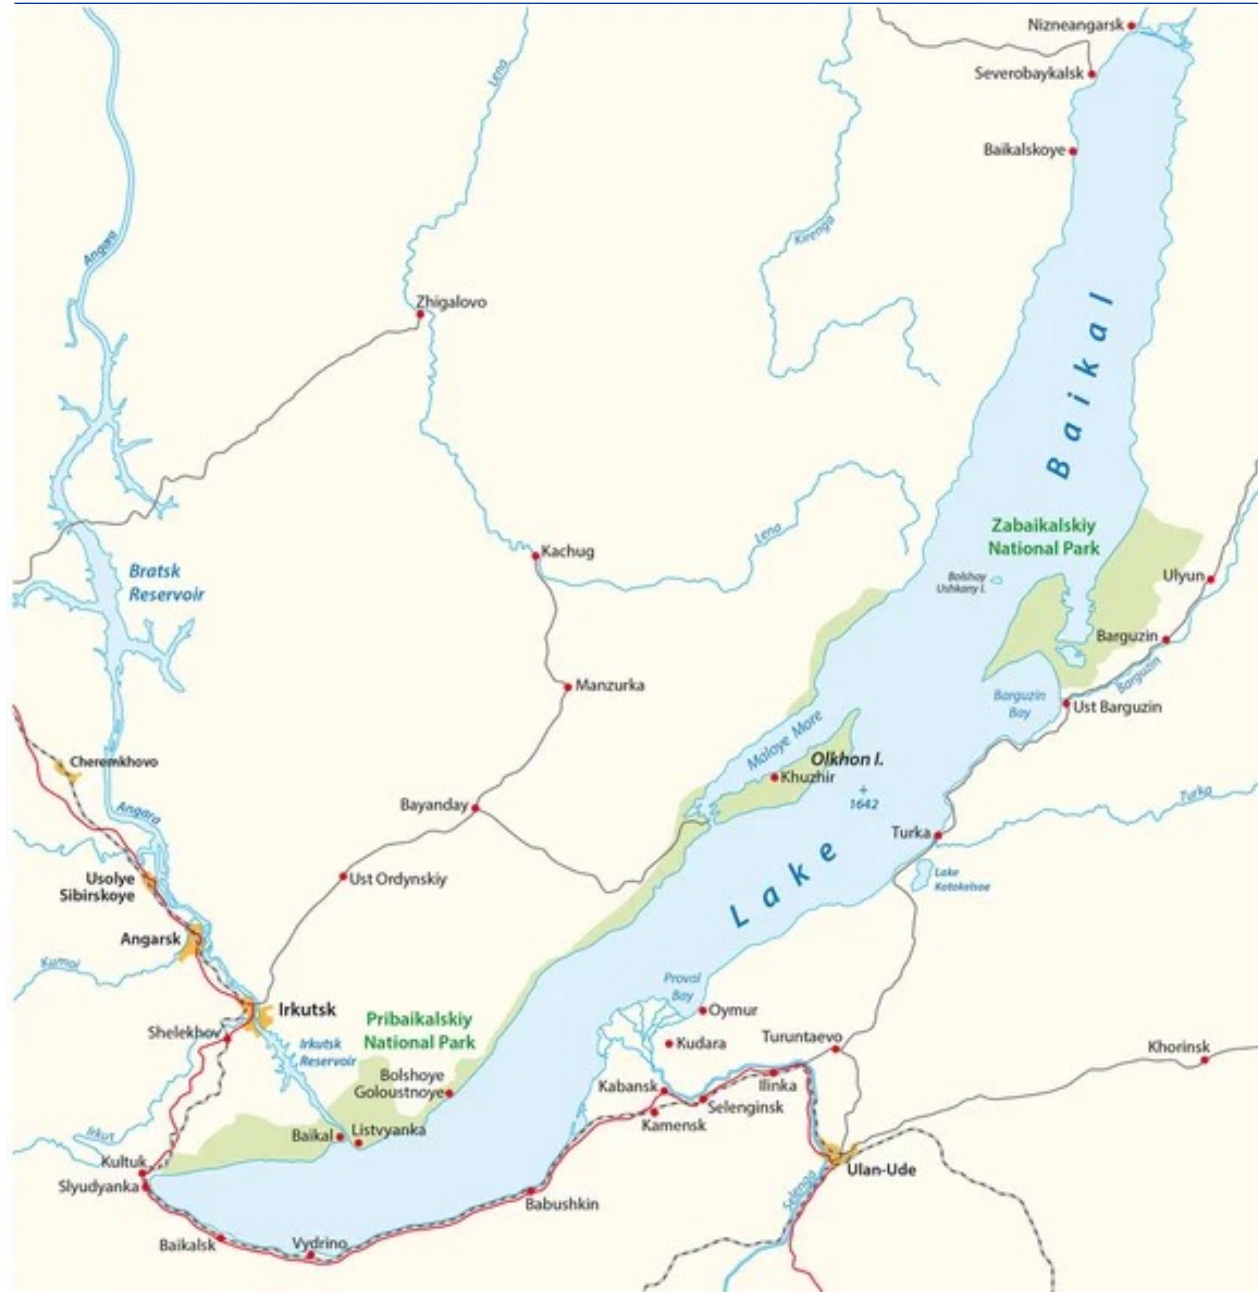 Nizneangarsk
Severobaykalsk
Lena
Baikalskoye
Angara
Kirenga
Zhigalovo
Baikal
Zabaikalskiy
National Park
Lena
Kachug
Bratsk
Reservoir
Bolshoy
Ushkany I.
Ulyun
Barguzin
Barguzin
Manzurka
Barguzin
Bay
Ust Barguzin
Malaye More
Olkhon I.
Cheremkhovo
Khuzhir
1642
Turka
Angara
Bayanday
Turka
Lake
Usolye
Sibirskoye
Ust Ordynskiy
Lake
Kotokelsoe
Angarsk
Kumoi
Proval
Bay
Irkutsk
Oymur
Pribaikalskiy
National Park
Shelekhov
Irkutsk
Reservoir
Kudara
Turuntaevo
Khorinsk
Bolshoye
Goloustnoye
Kabansk
Ilinka
Selenginsk
Kamensk
Irkut
Baikal
Listvyanka
Kultuk
Slyudyanka
Ulan-Ude
Selenga
Babushkin
Baikalsk
Vydrino